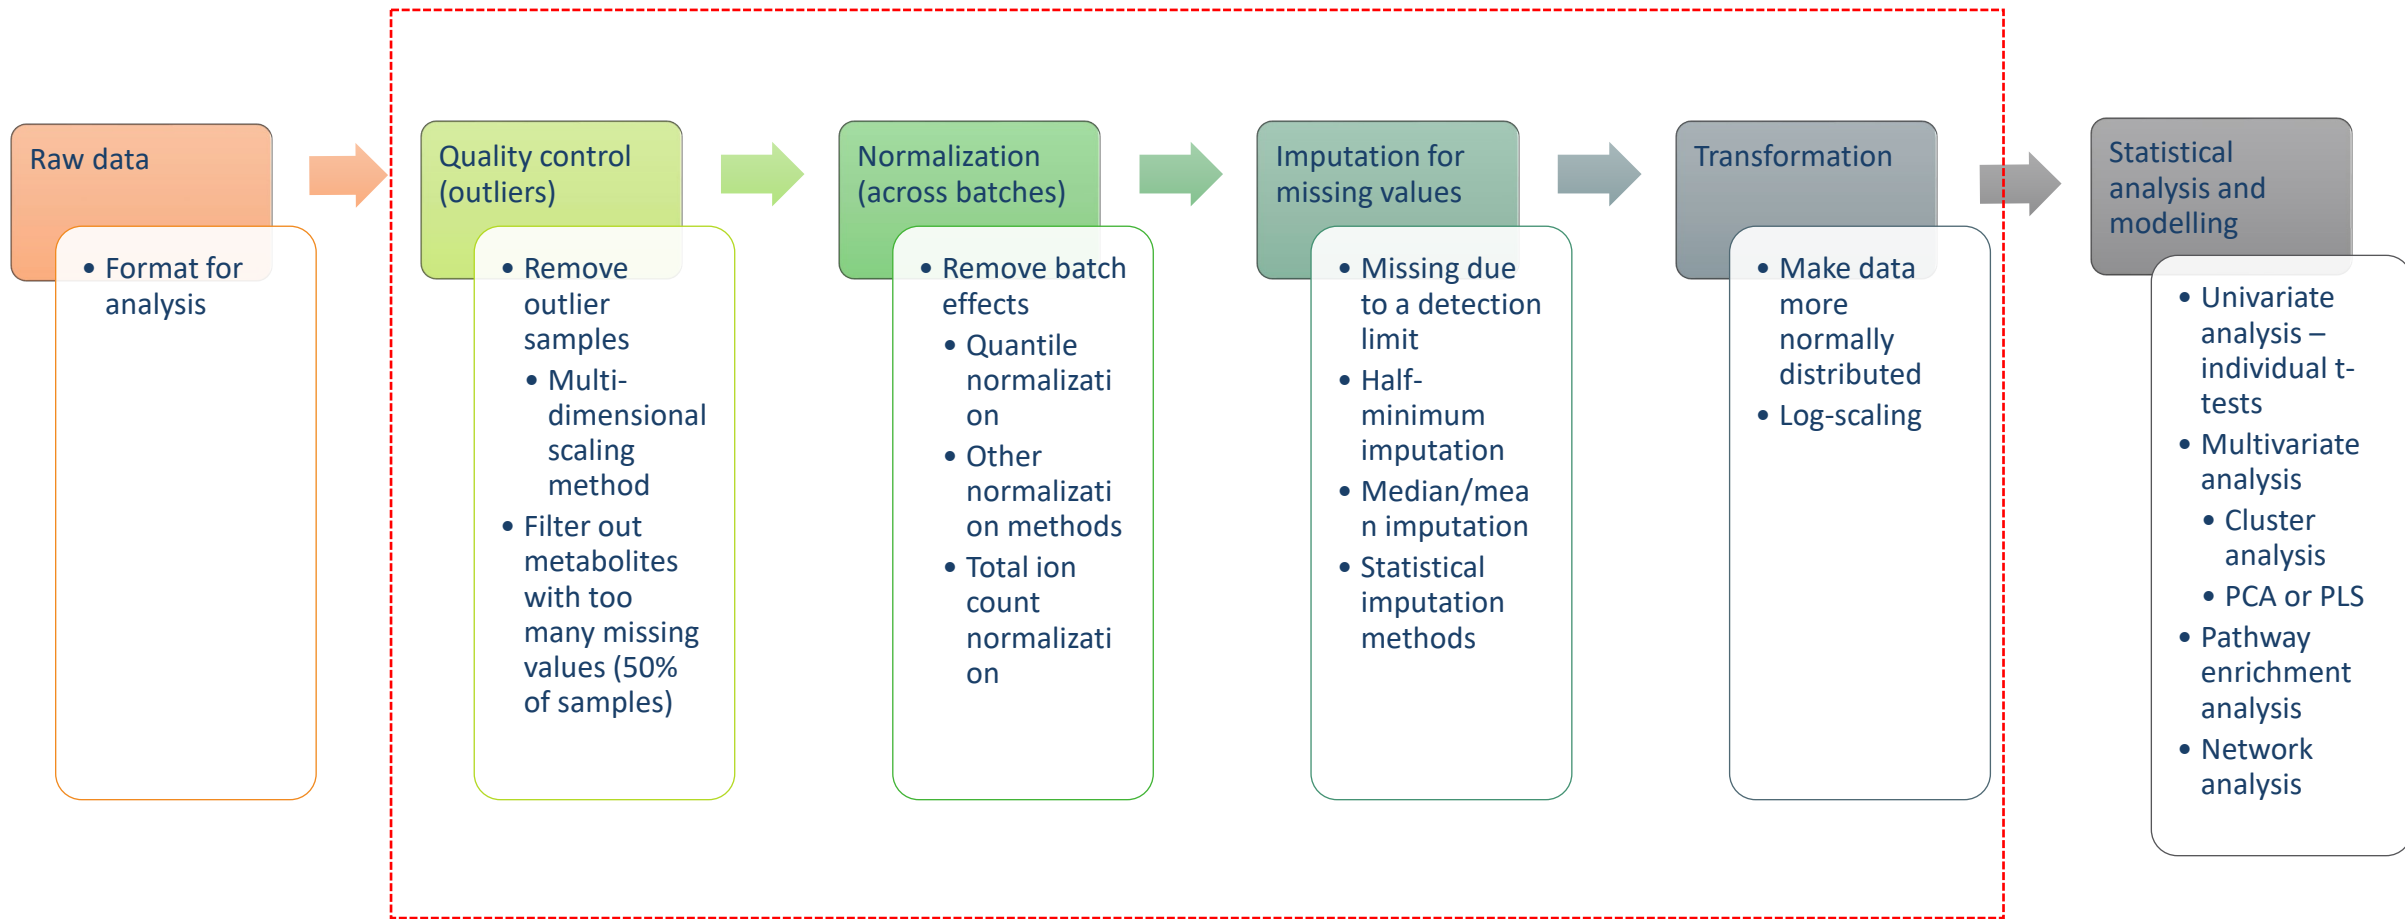 Raw data
• Format for
analysis
Quality control
(outliers)
• Remove
outlier
samples
• Multi-
dimensional
scaling
method
• Filter out
metabolites
with too
many missing
values (50%
of samples)
Normalization
(across batches)
• Remove batch
effects
• Quantile
normalizati
on
• Other
normalizati
on methods
• Total ion
count
normalizati
on
Imputation for
missing values
• Missing due
to a detection
limit
• Half-
minimum
imputation
• Median/mea
n imputation
• Statistical
imputation
methods
Transformation
• Make data
more
normally
distributed
• Log-scaling
Statistical
analysis and
modelling
• Univariate
analysis –
individual t-
tests
• Multivariate
analysis
• Cluster
analysis
• PCA or PLS
• Pathway
enrichment
analysis
• Network
analysis